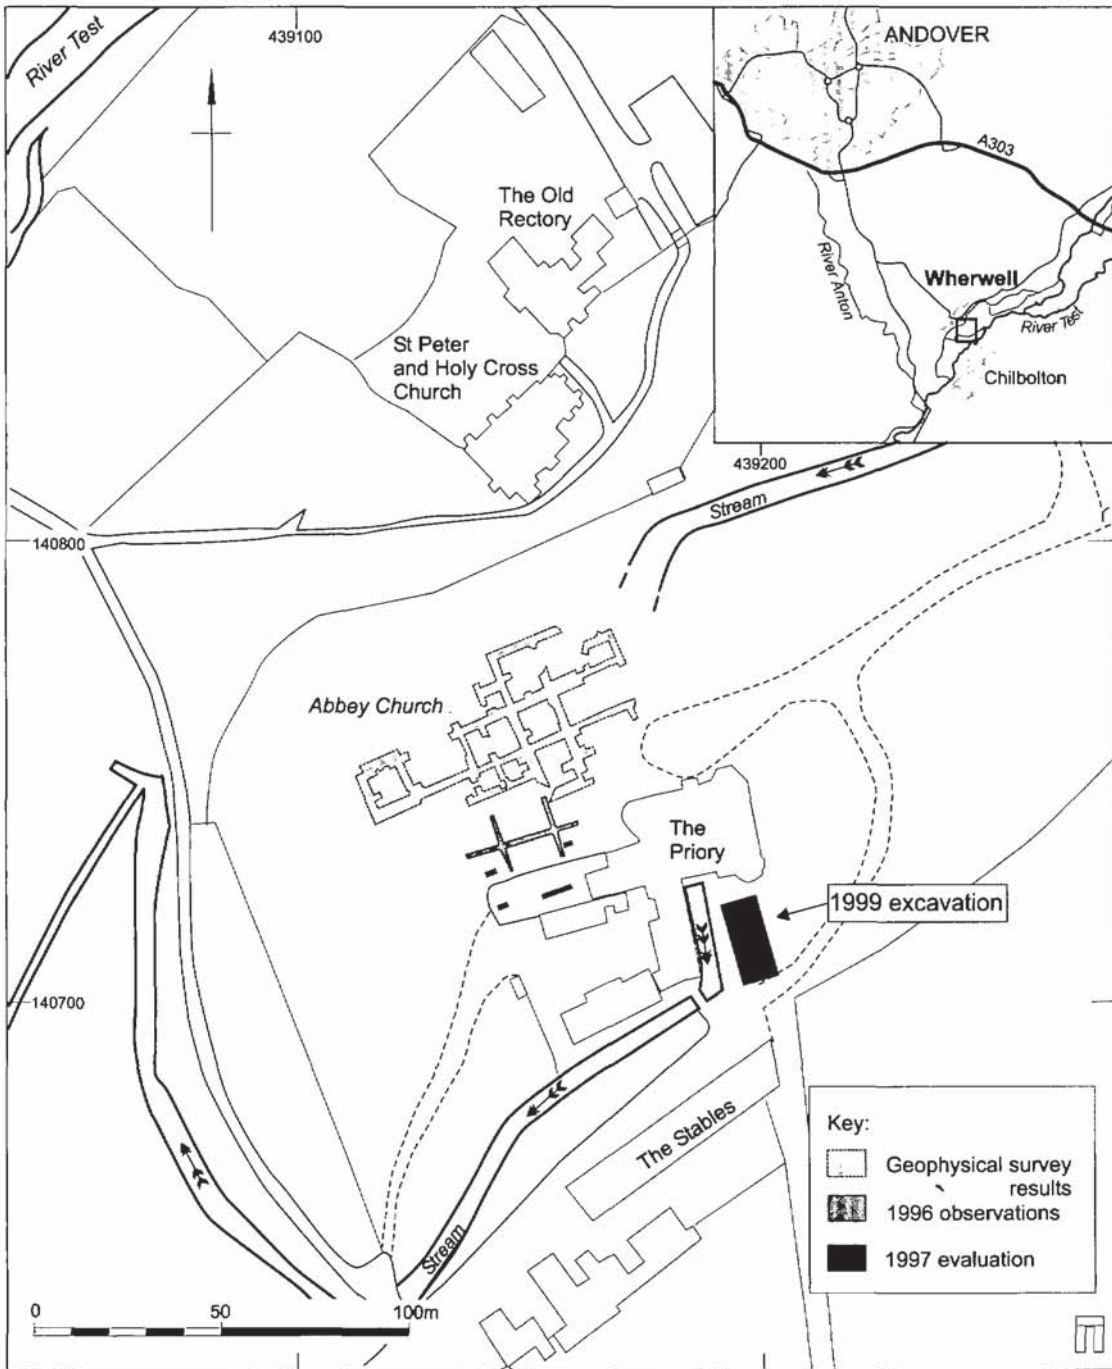 River Test
439100
ANDOVER
A303
River Anton
Wherwell
River Test
Chilbolton
The Old
Rectory
St Peter
and Holy Cross
Church
439200
Stream
140800
Abbey Church
The
Priory
1999 excavation
140700
The Stables
Stream
Key:
Geophysical survey
results
1996 observations
1997 evaluation
0 50 100m